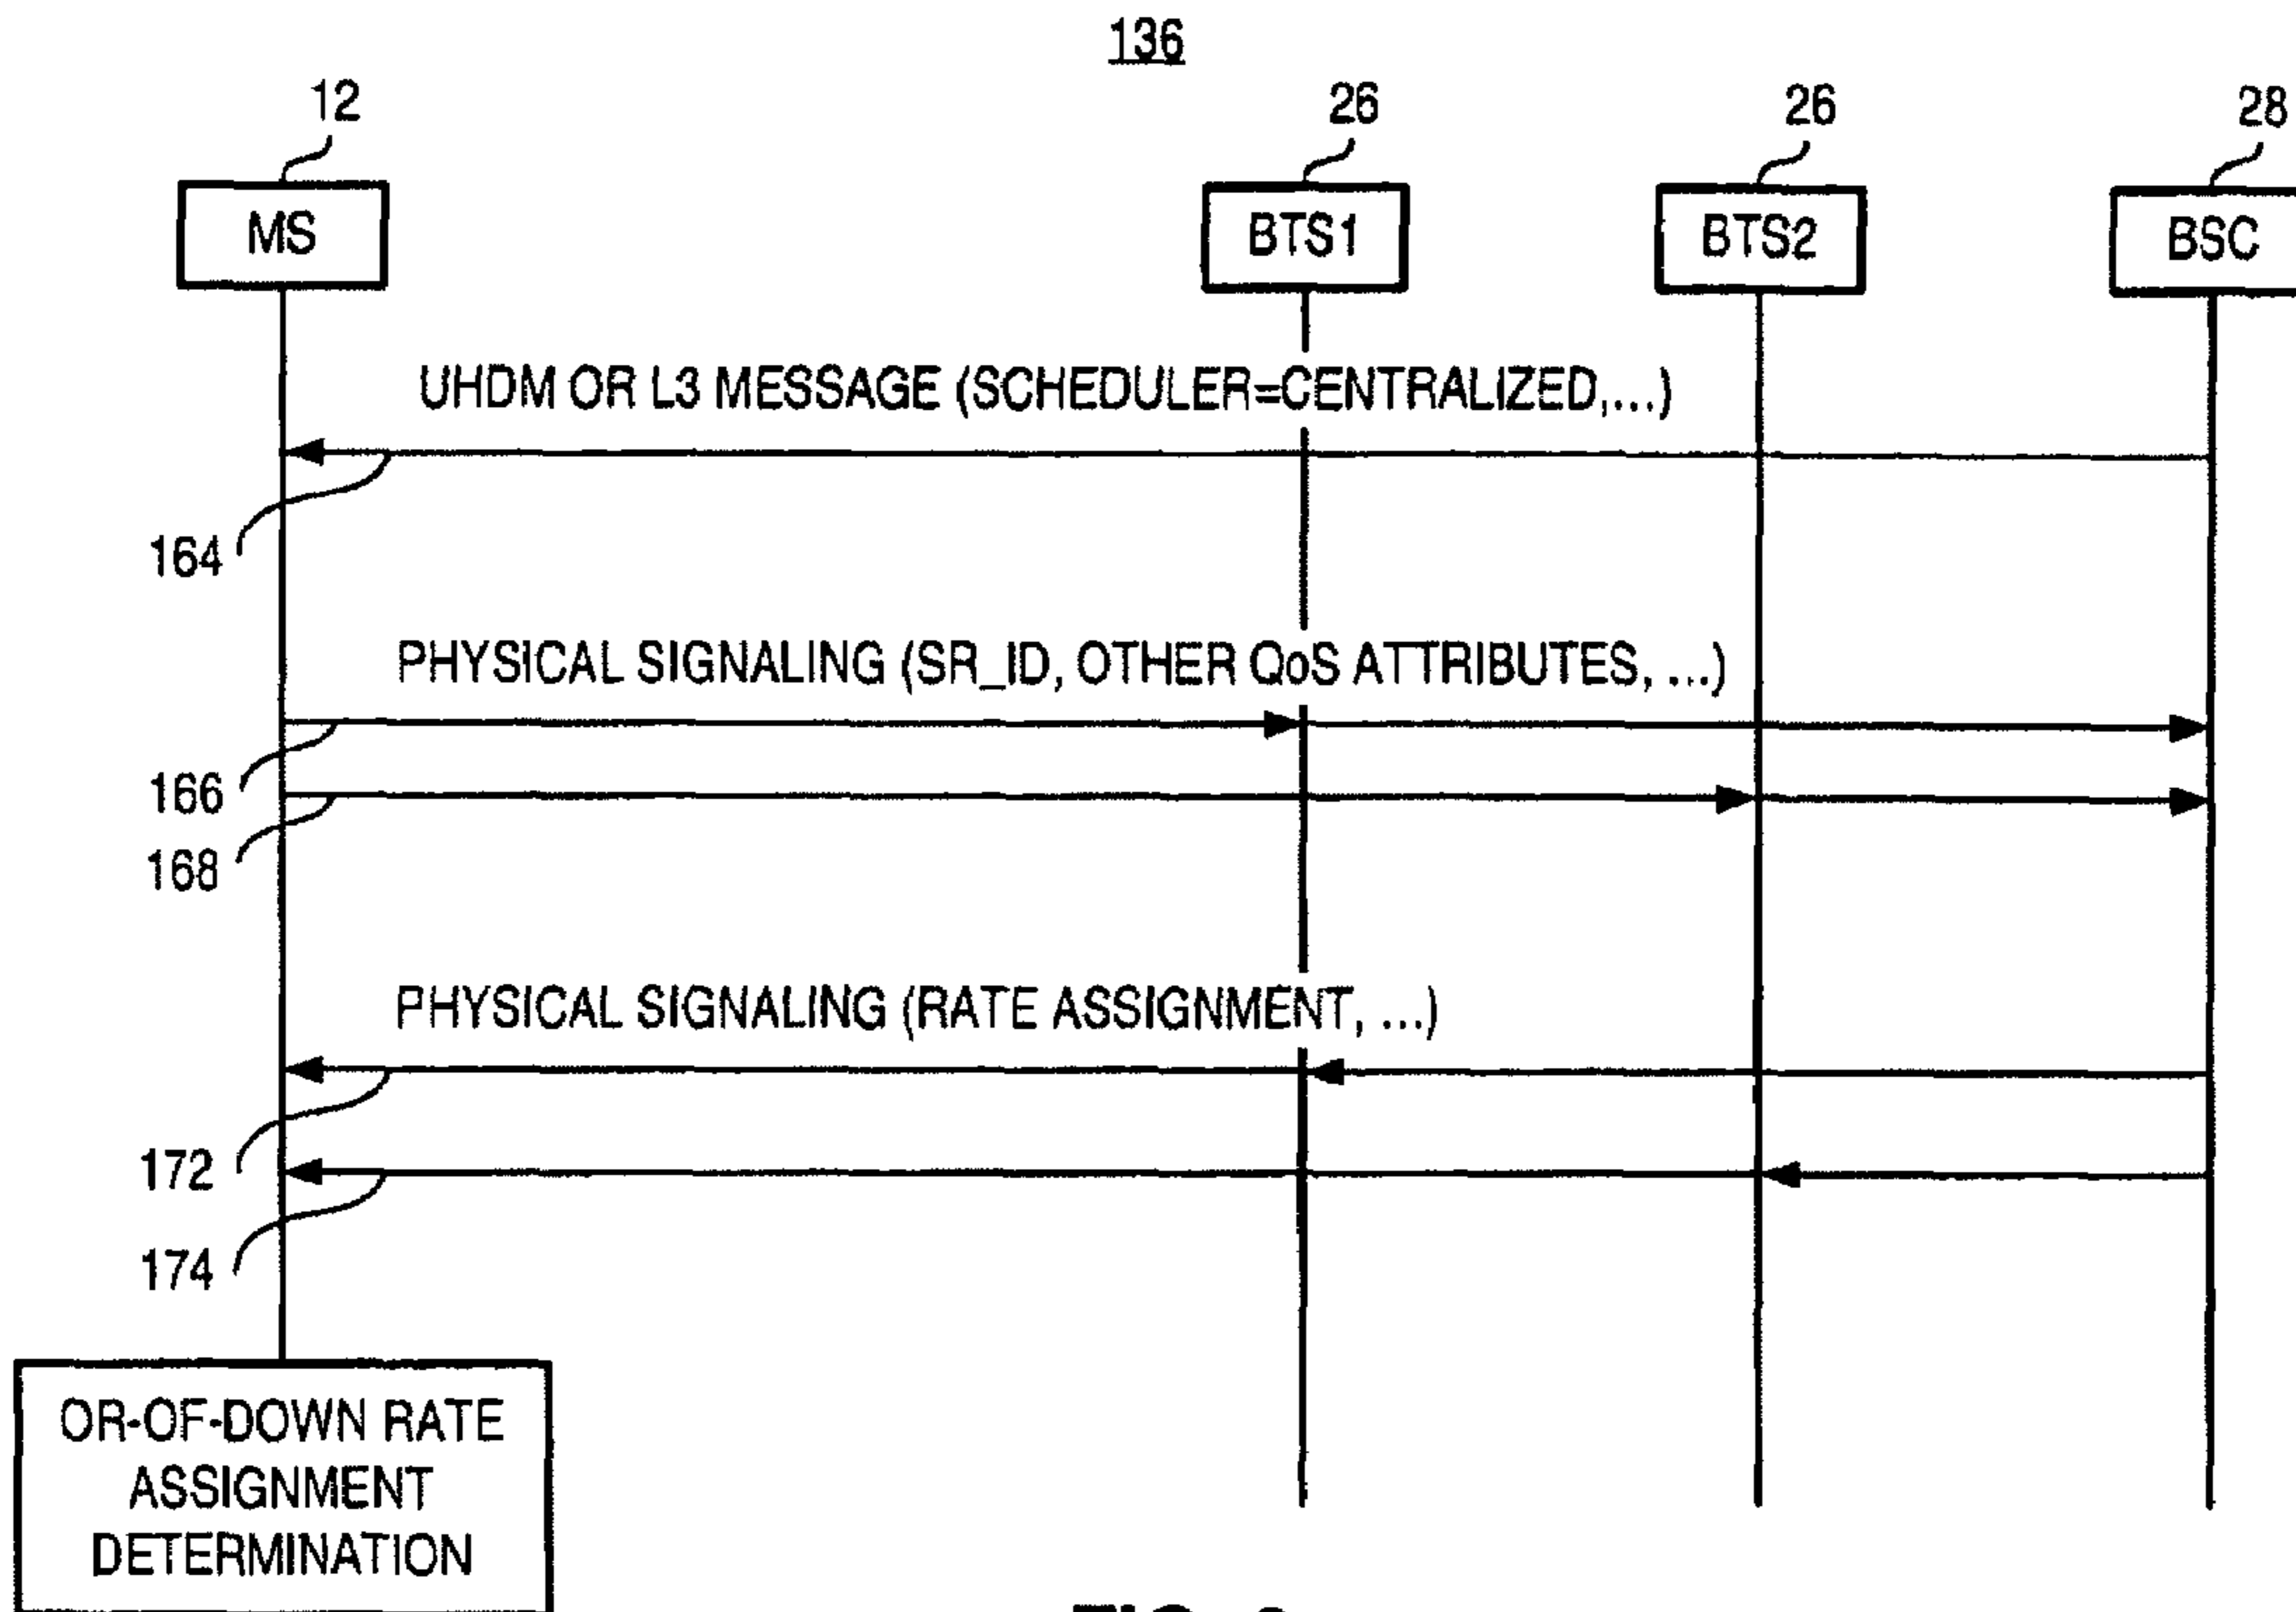 136
12
26
26
28
MS
BTS1
BTS2
BSC
UHDM OR L3 MESSAGE (SCHEDULER=CENTRALIZED,...)
164
PHYSICAL SIGNALING (SR_ID, OTHER QoS ATTRIBUTES, ...)
166
168
PHYSICAL SIGNALING (RATE ASSIGNMENT, ...)
172
174
OR-OF-DOWN RATE
ASSIGNMENT
DETERMINATION